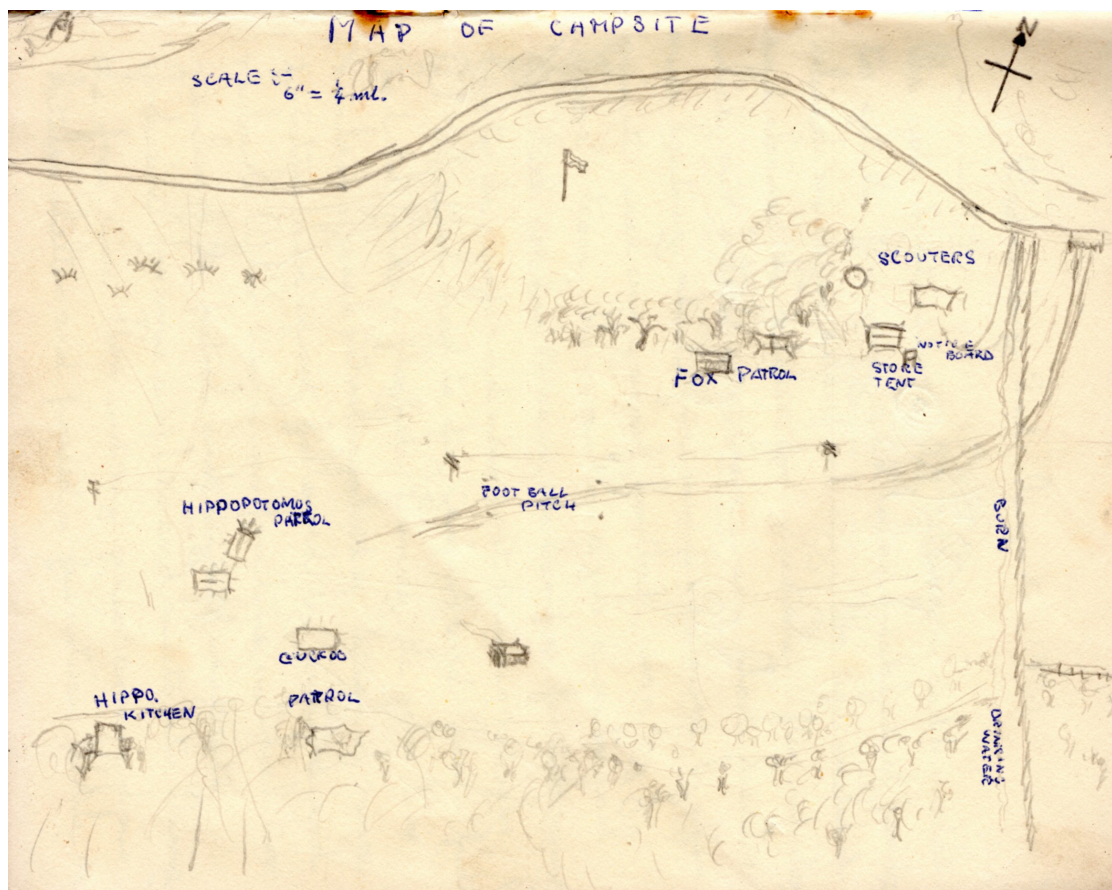 MAP OF CAMPSITE
N
SCALE :-
6" = ¼ ml.
SCOUTERS
NOTICE
BOARD
STORE
TENT
FOX PATROL
FOOT BALL
PITCH
HIPPOPOTOMUS
PATROL
BURN
CUCKOO
PATROL
HIPPO.
KITCHEN
DRINKING
WATER